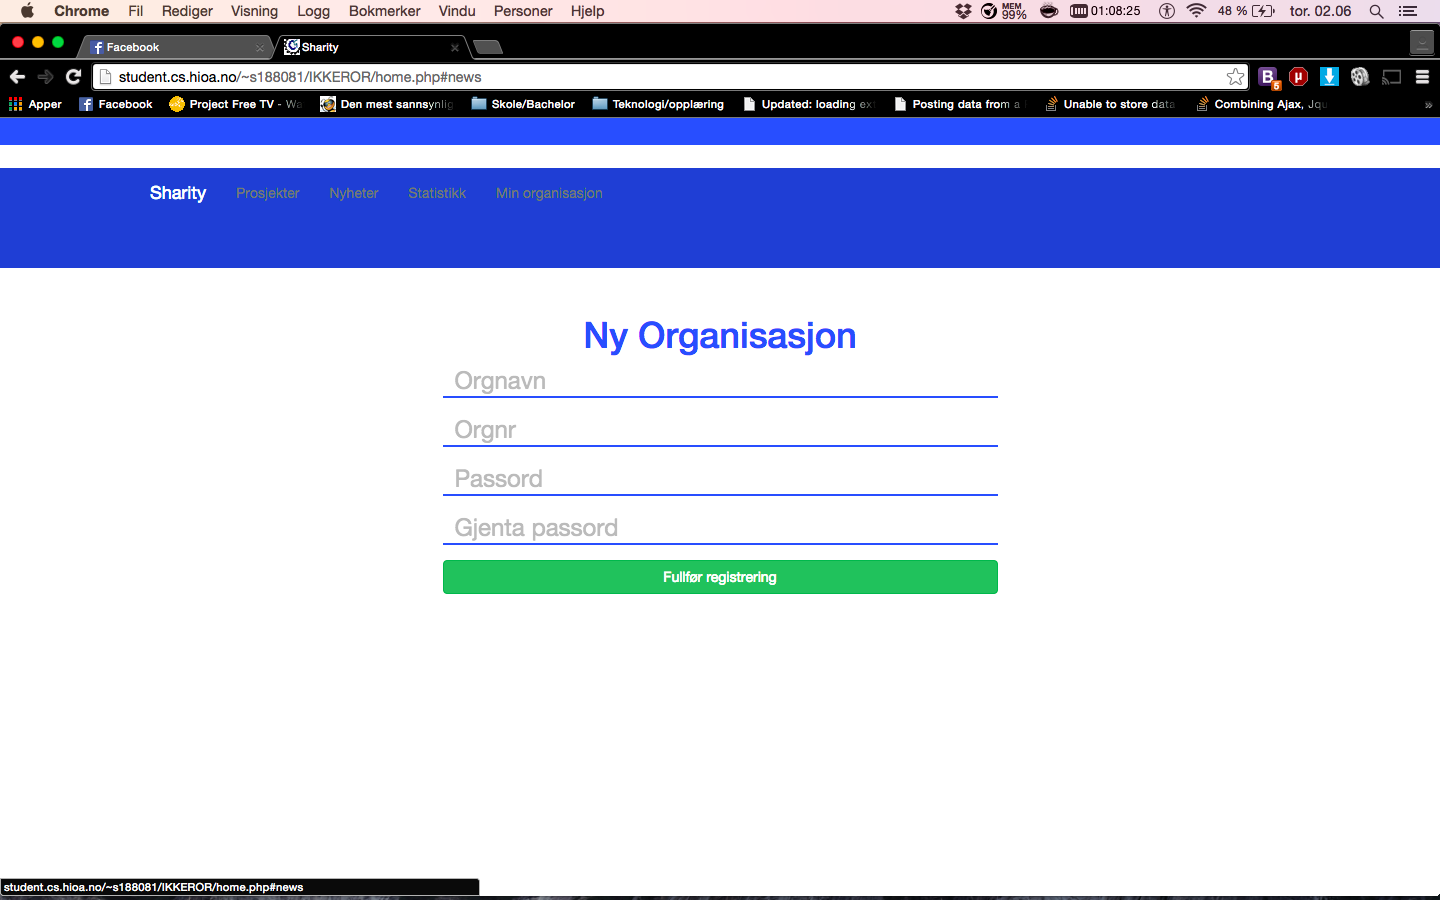 Chrome Fil Rediger Visning Logg Bokmerker Vindu Personer Hjelp MEM 99% 01:08:25 48 % tor. 02.06
Facebook Sharity
student.cs.hioa.no/~s188081/IKKEROR/home.php#news B 5 µ
Apper Facebook Project Free TV - Wa Den mest sannsynlig Skole/Bachelor Teknologi/opplæring Updated: loading ext Posting data from a Unable to store data Combining Ajax, Jqu »
Sharity Prosjekter Nyheter Statistikk Min organisasjon
Ny Organisasjon
Orgnavn
Orgnr
Passord
Gjenta passord
Fullfør registrering
student.cs.hioa.no/~s188081/IKKEROR/home.php#news